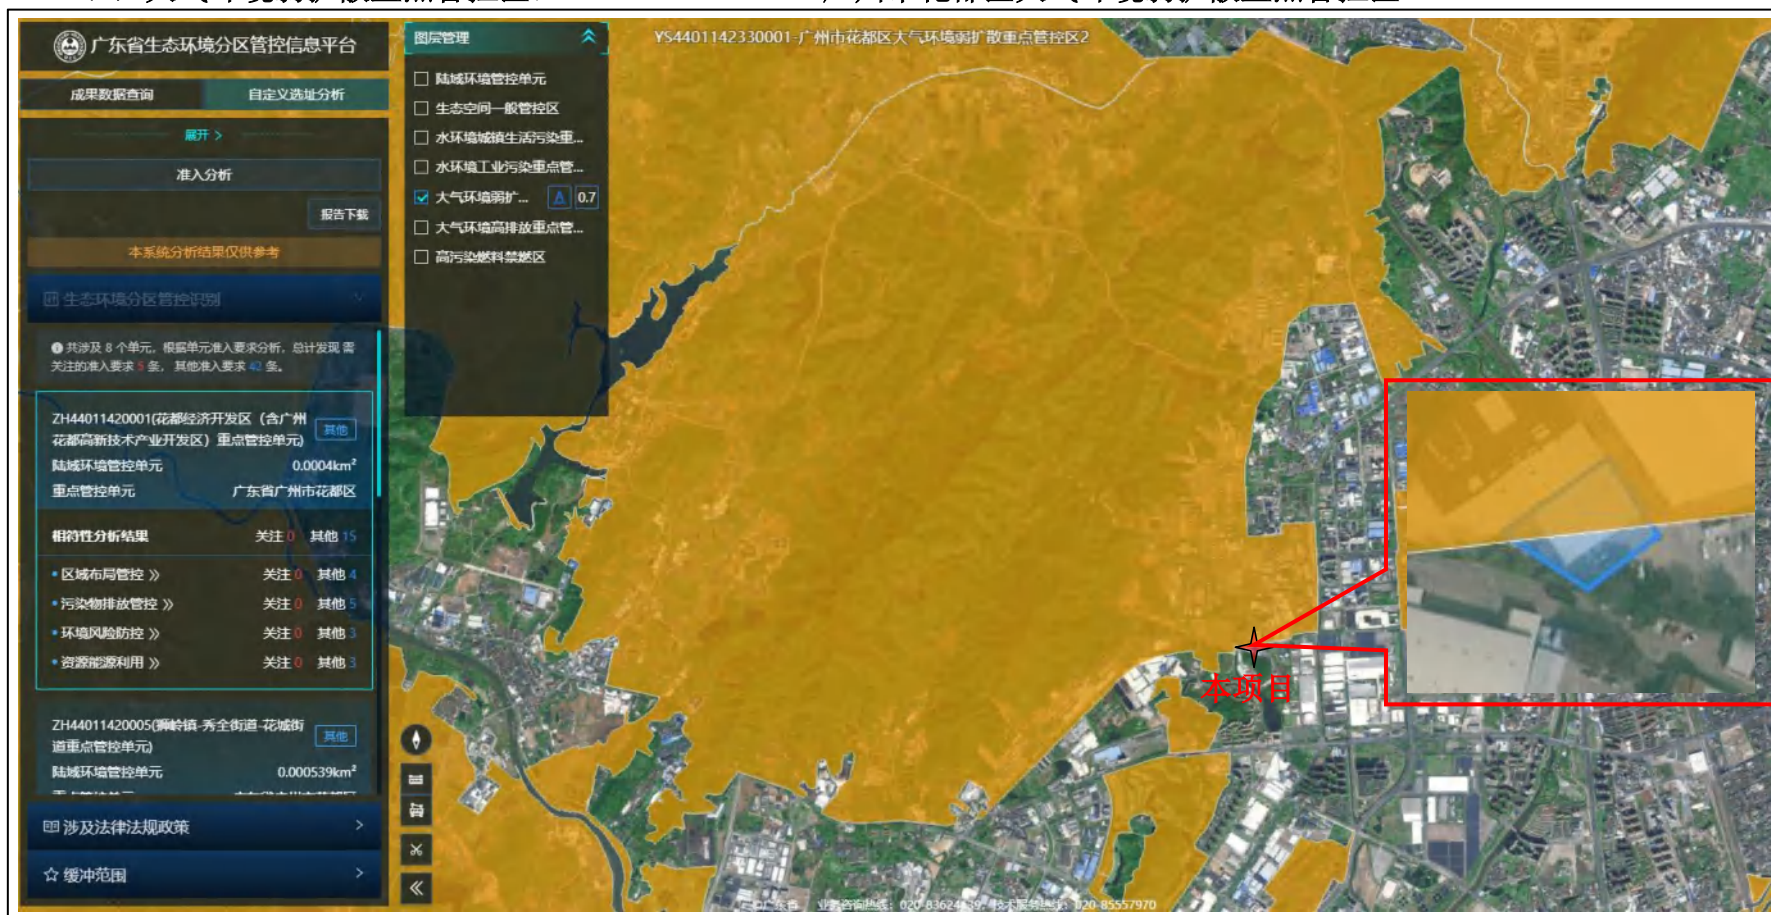 广东省生态环境分区管控信息平台
成果数据查询
自定义选址分析
展开 >
准入分析
报告下载
本系统分析结果仅供参考
生态环境分区管控识别
共涉及 8 个单元，根据单元准入要求分析，总计发现 需
关注的准入要求 5 条， 其他准入要求 42 条。
ZH44011420001(花都经济开发区（含广州
花都高新技术产业开发区）重点管控单元)
其他
陆域环境管控单元 0.0004km²
重点管控单元 广东省广州市花都区
相符性分析结果 关注 0 其他 15
• 区域布局管控 》 关注 0 其他 4
• 污染物排放管控 》 关注 0 其他 5
• 环境风险防控 》 关注 0 其他 3
• 资源能源利用 》 关注 0 其他 3
ZH44011420005(狮岭镇-秀全街道-花城街
道重点管控单元)
其他
陆域环境管控单元 0.000539km²
涉及法律法规政策 >
缓冲范围 >
图层管理
陆域环境管控单元
生态空间一般管控区
水环境城镇生活污染重...
水环境工业污染重点管...
大气环境弱扩... 0.7
大气环境高排放重点管...
高污染燃料禁燃区
YS4401142330001-广州市花都区大气环境弱扩散重点管控区2
本项目
业务咨询热线：020-83624439，技术服务热线：020-85557970